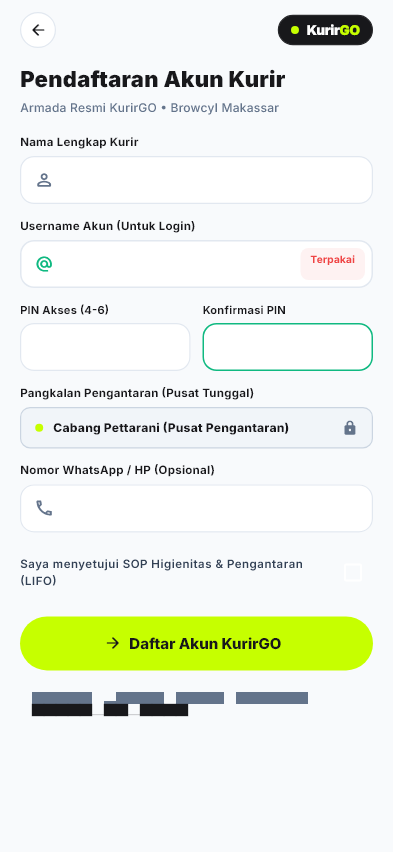 KurirGO
Pendaftaran Akun Kurir
Armada Resmi KurirGO • Browcyl Makassar
Nama Lengkap Kurir
Username Akun (Untuk Login)
@
Terpakai
PIN Akses (4-6)
Konfirmasi PIN
Pangkalan Pengantaran (Pusat Tunggal)
Cabang Pettarani (Pusat Pengantaran)
Nomor WhatsApp / HP (Opsional)
Saya menyetujui SOP Higienitas & Pengantaran
(LIFO)
Daftar Akun KurirGO